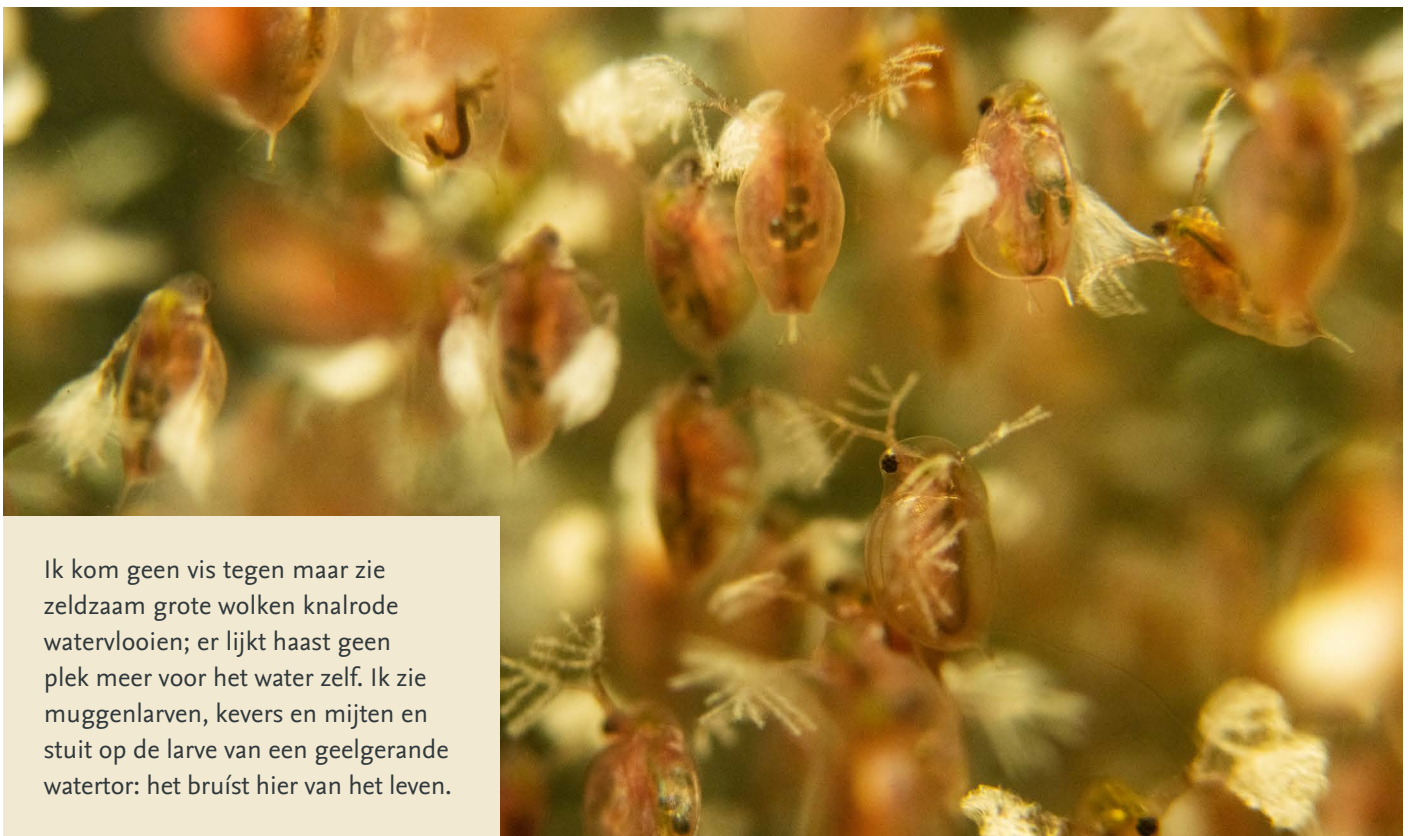 Ik kom geen vis tegen maar zie
zeldzaam grote wolken knalrode
watervlooien; er lijkt haast geen
plek meer voor het water zelf. Ik zie
muggenlarven, kevers en mijten en
stuit op de larve van een geelgerande
watertor: het bruíst hier van het leven.